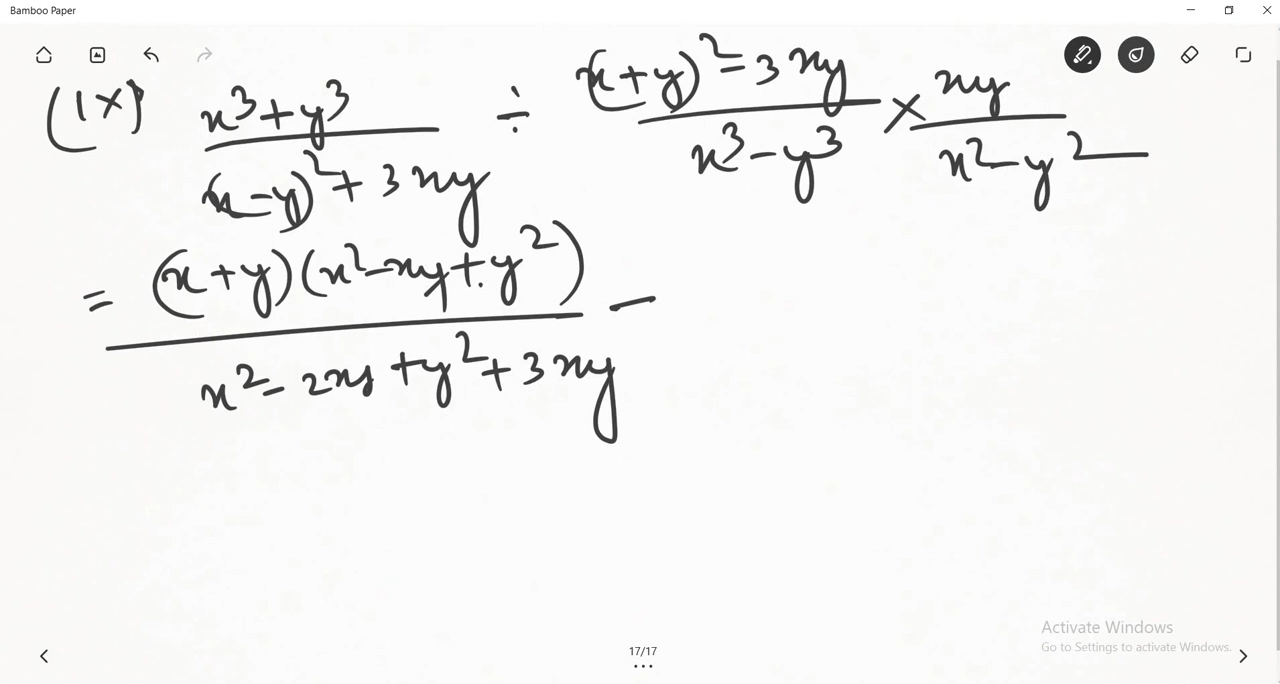 Bamboo Paper
(1X) x³+y³ / (x-y)²+3xy ÷ (x+y)²=3xy / x³-y³ × xy / x²-y²
= (x+y)(x²-xy+y²) / x²-2xy+y²+3xy -
Activate Windows
Go to Settings to activate Windows.
17/17